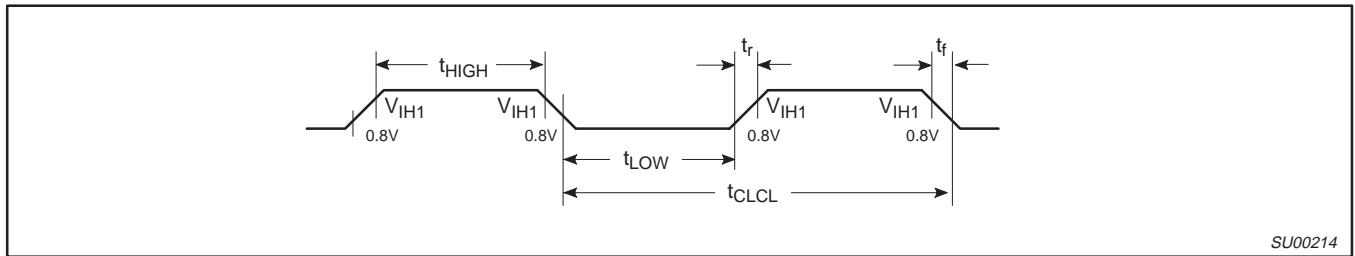 tr tf
tHIGH
VIH1 VIH1 VIH1 VIH1
0.8V 0.8V 0.8V 0.8V
tLOW
tCLCL
SU00214